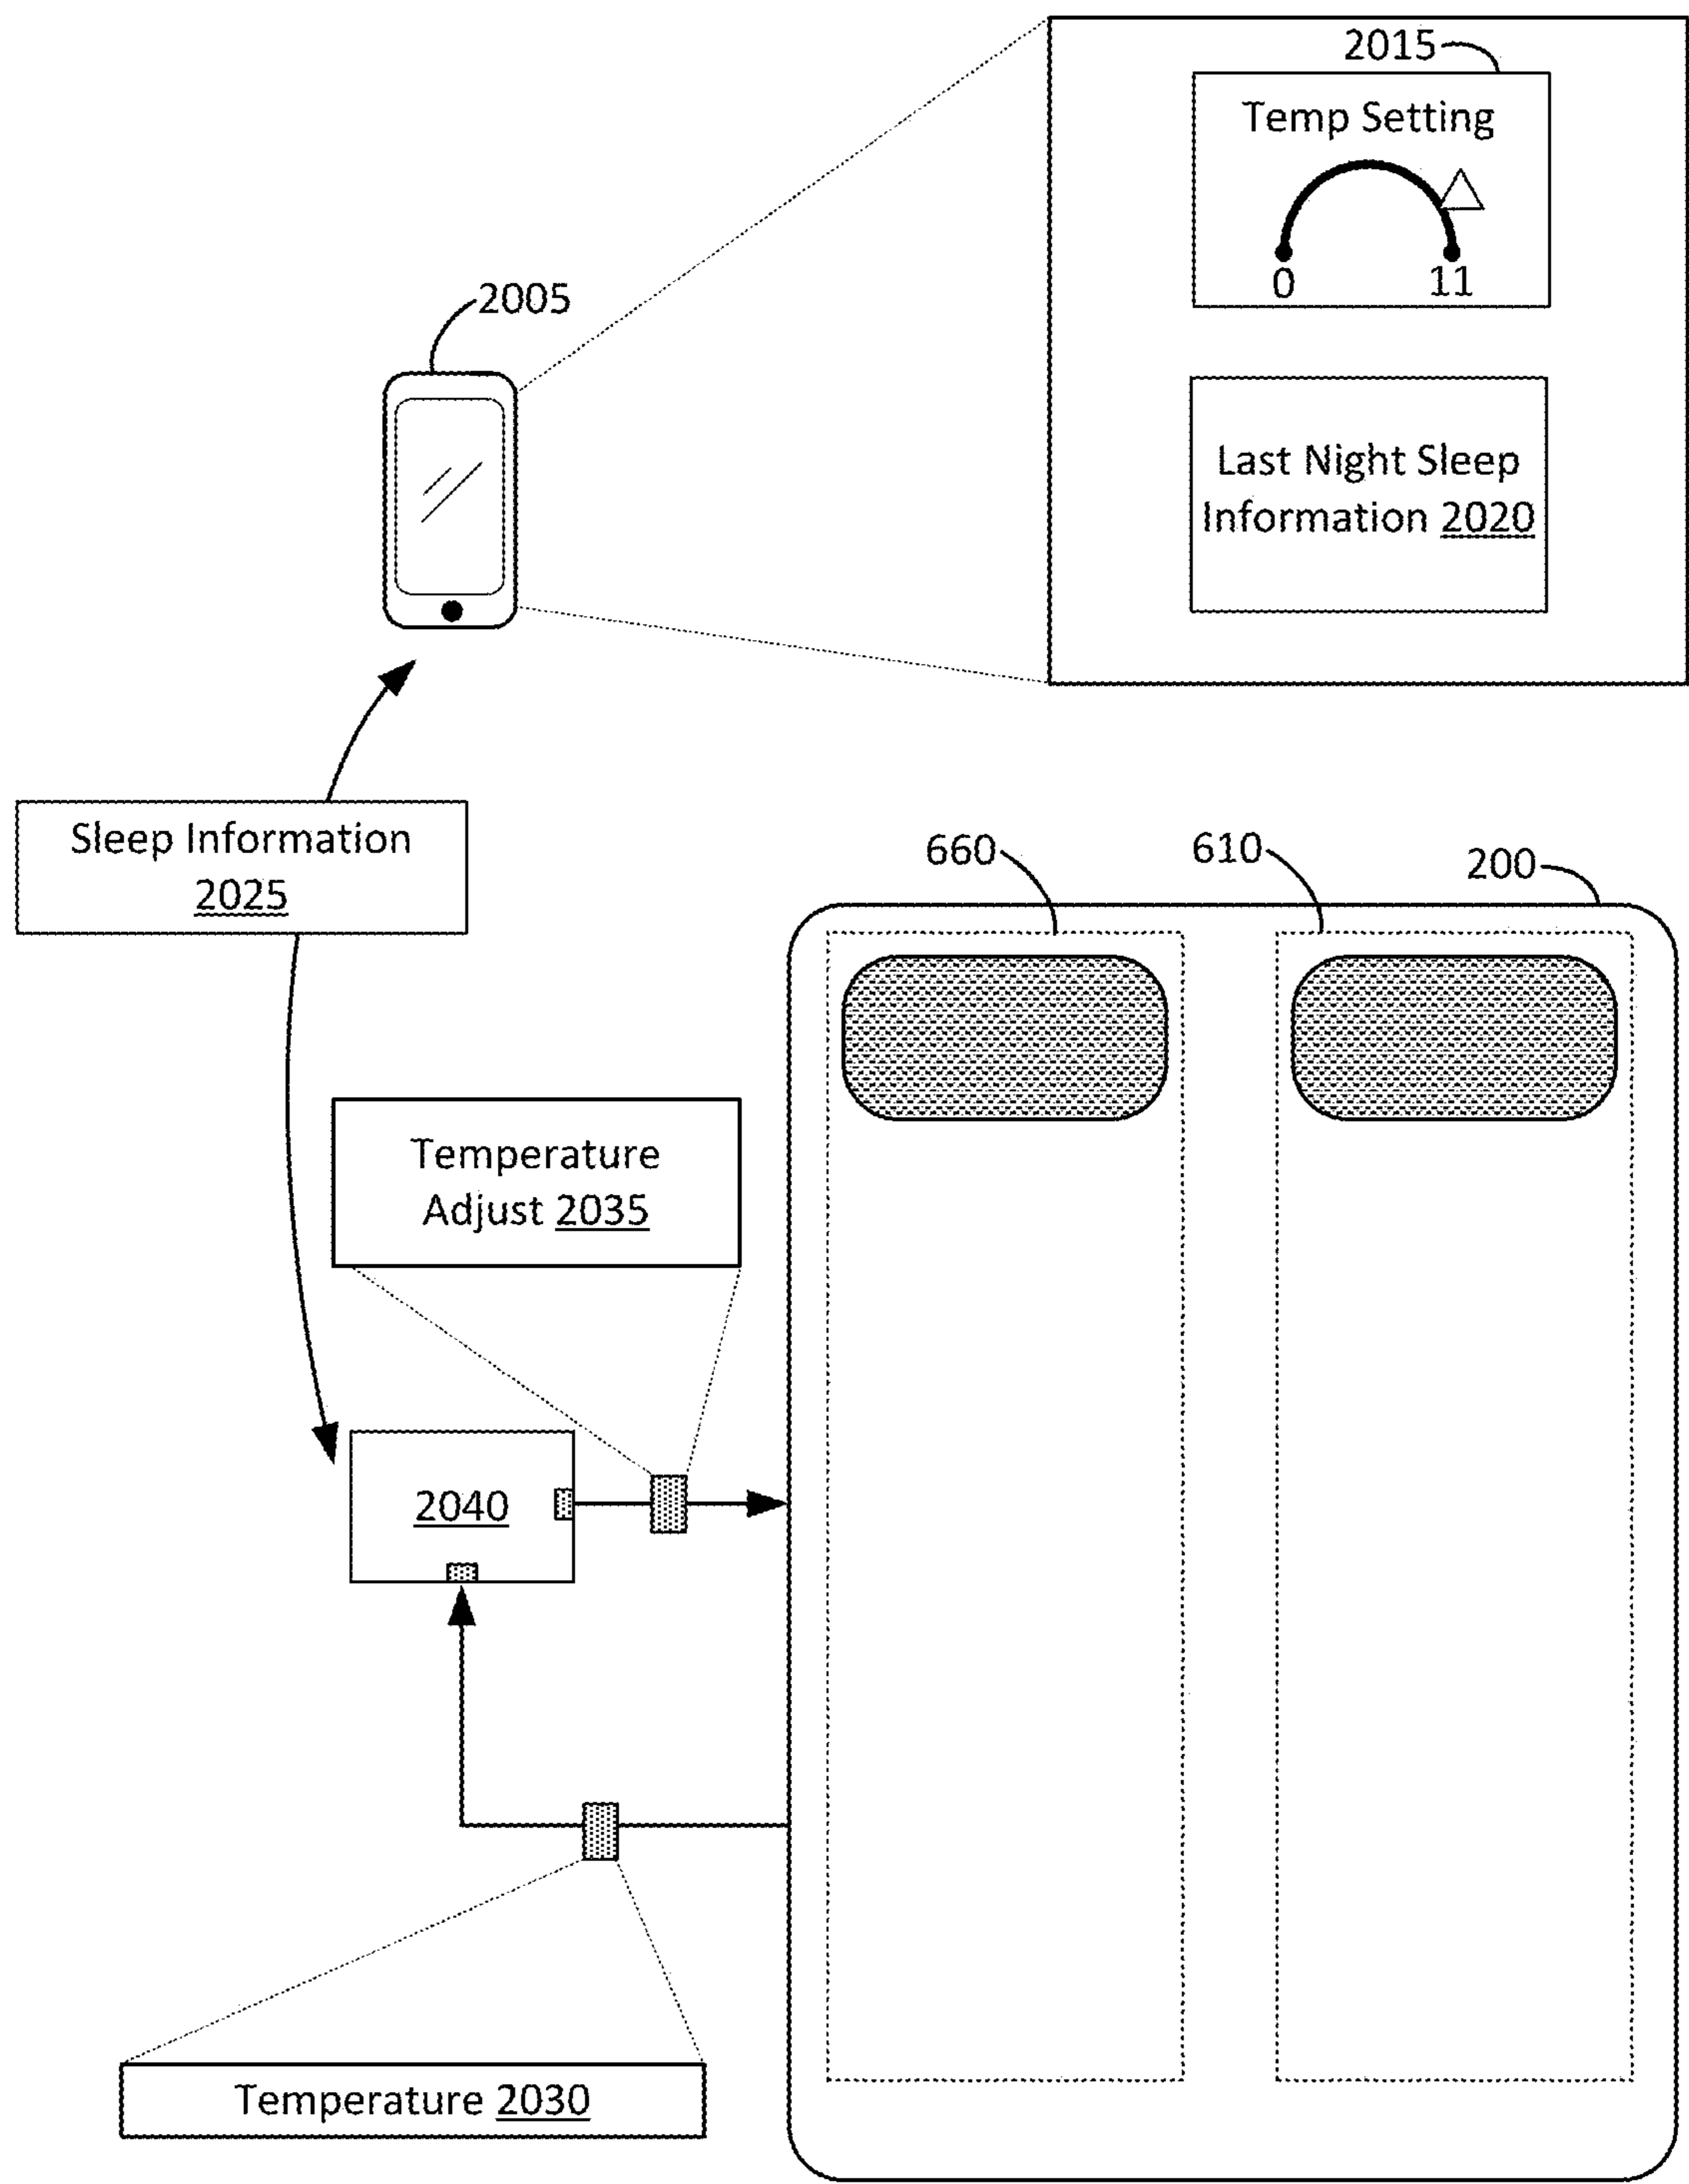 2015
Temp Setting
0 11
2005
Last Night Sleep
Information 2020
Sleep Information
2025
660 610 200
Temperature
Adjust 2035
2040
Temperature 2030